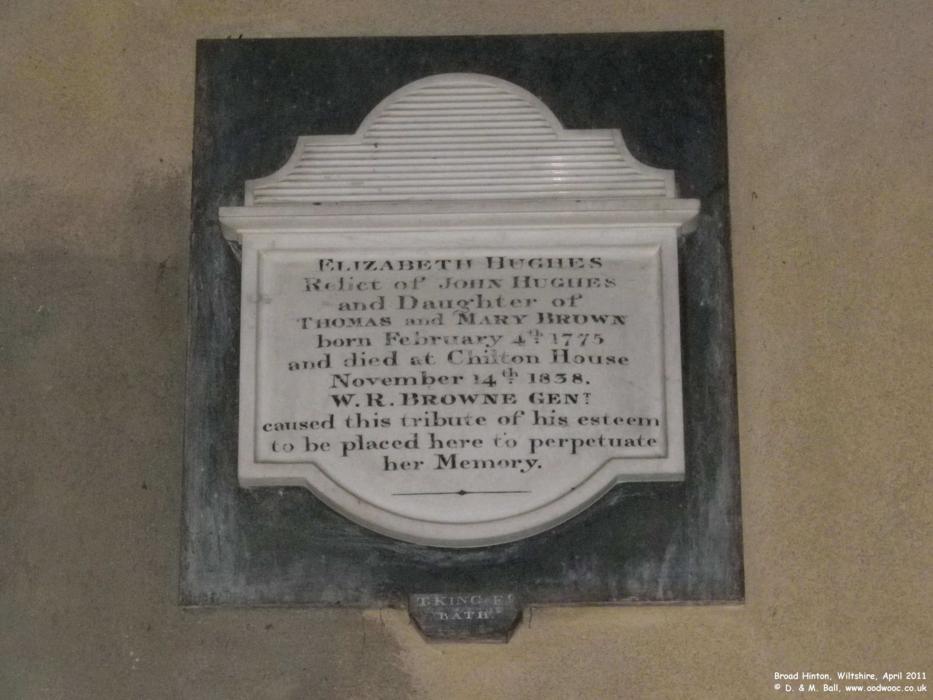 ELIZABETH HUGHES
Relict of JOHN HUGHES
and Daughter of
THOMAS and MARY BROWN
born February 4th 1775
and died at Chilton House
November 14th 1838.
W. R. BROWNE GENT
caused this tribute of his esteem
to be placed here to perpetuate
her Memory.
T. KING Ft
BATH
Broad Hinton, Wiltshire, April 2011
© D. & M. Ball, www.oodwooc.co.uk